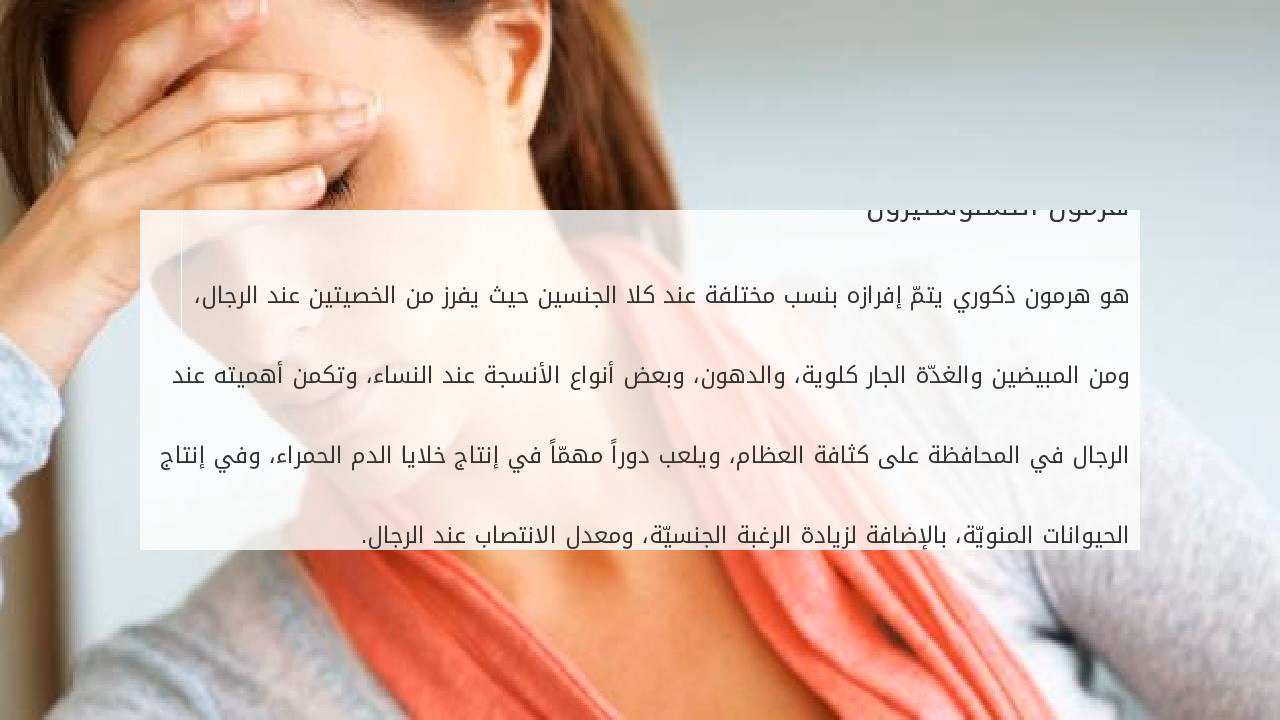 هرمون التستوستيرون
هو هرمون ذكوري يتمّ إفرازه بنسب مختلفة عند كلا الجنسين حيث يفرز من الخصيتين عند الرجال،
ومن المبيضين والغدّة الجار كلوية، والدهون، وبعض أنواع الأنسجة عند النساء، وتكمن أهميته عند
الرجال في المحافظة على كثافة العظام، ويلعب دوراً مهمّاً في إنتاج خلايا الدم الحمراء، وفي إنتاج
الحيوانات المنويّة، بالإضافة لزيادة الرغبة الجنسيّة، ومعدل الانتصاب عند الرجال.